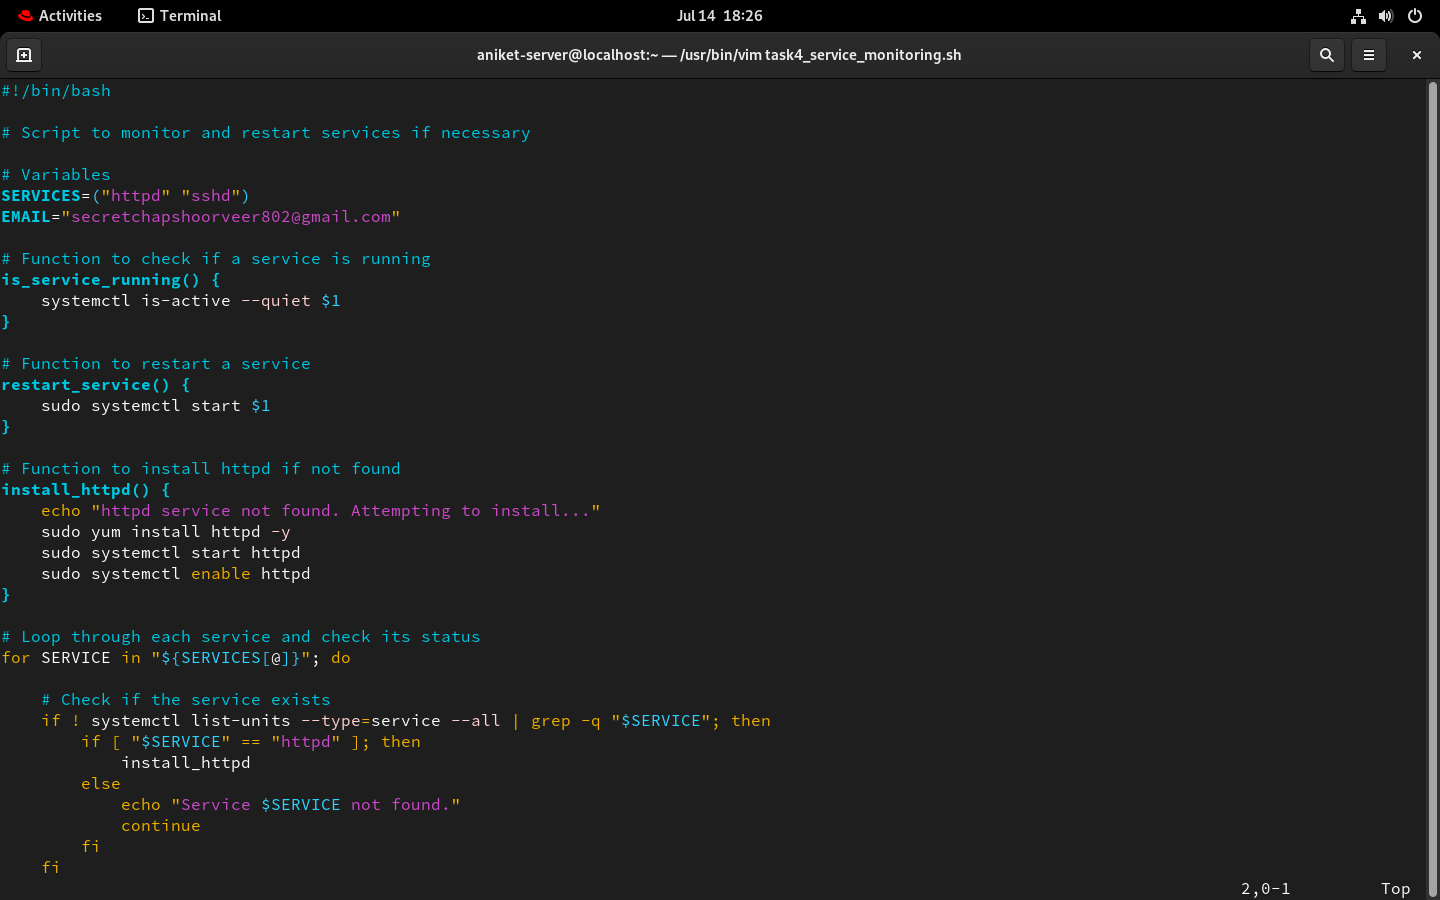 Activities Terminal Jul 14 18:26
aniket-server@localhost:~ — /usr/bin/vim task4_service_monitoring.sh
#!/bin/bash

# Script to monitor and restart services if necessary

# Variables
SERVICES=("httpd" "sshd")
EMAIL="secretchapshoorveer802@gmail.com"

# Function to check if a service is running
is_service_running() {
    systemctl is-active --quiet $1
}

# Function to restart a service
restart_service() {
    sudo systemctl start $1
}

# Function to install httpd if not found
install_httpd() {
    echo "httpd service not found. Attempting to install..."
    sudo yum install httpd -y
    sudo systemctl start httpd
    sudo systemctl enable httpd
}

# Loop through each service and check its status
for SERVICE in "${SERVICES[@]}"; do

    # Check if the service exists
    if ! systemctl list-units --type=service --all | grep -q "$SERVICE"; then
        if [ "$SERVICE" == "httpd" ]; then
            install_httpd
        else
            echo "Service $SERVICE not found."
            continue
        fi
    fi
2,0-1 Top